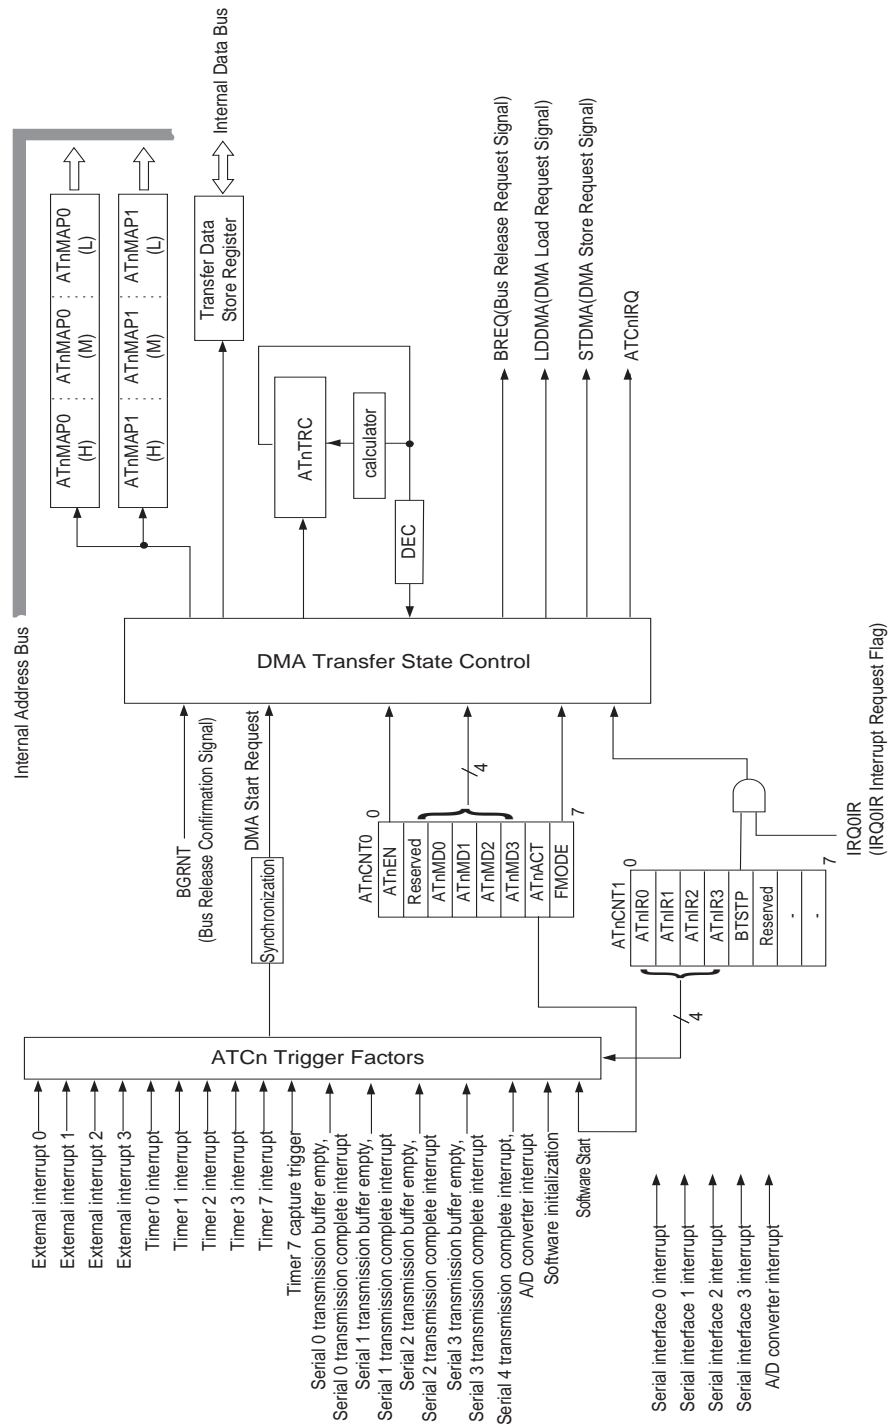 Internal Address Bus
ATnMAP0
(H)
ATnMAP0
(M)
ATnMAP0
(L)
ATnMAP1
(H)
ATnMAP1
(M)
ATnMAP1
(L)
Transfer Data
Store Register
Internal Data Bus
ATnTRC
calculator
DEC
BREQ(Bus Release Request Signal)
LDDMA(DMA Load Request Signal)
STDMA(DMA Store Request Signal)
ATCnIRQ
DMA Transfer State Control
BGRNT
(Bus Release Confirmation Signal)
DMA Start Request
Synchronization
ATnCNT0
0
ATnEN
Reserved
ATnMD0
ATnMD1
ATnMD2
ATnMD3
ATnACT
FMODE
7
4
ATnCNT1
0
ATnIR0
ATnIR1
ATnIR2
ATnIR3
BTSTP
Reserved
-
-
7
4
IRQ0IR
(IRQ0IR Interrupt Request Flag)
ATCn Trigger Factors
External interrupt 0
External interrupt 1
External interrupt 2
External interrupt 3
Timer 0 interrupt
Timer 1 interrupt
Timer 2 interrupt
Timer 3 interrupt
Timer 7 interrupt
Timer 7 capture trigger
Serial 0 transmission buffer empty,
Serial 0 transmission complete interrupt
Serial 1 transmission buffer empty,
Serial 1 transmission complete interrupt
Serial 2 transmission buffer empty,
Serial 2 transmission complete interrupt
Serial 3 transmission buffer empty,
Serial 3 transmission complete interrupt
Serial 4 transmission complete interrupt,
A/D converter interrupt
Software initialization
Software Start
Serial interface 0 interrupt
Serial interface 1 interrupt
Serial interface 2 interrupt
Serial interface 3 interrupt
A/D converter interrupt